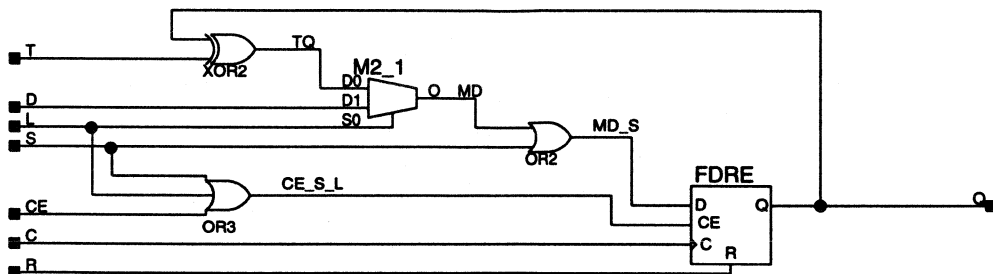 T
XOR2
TQ
M2_1
D0
D
D1
O
MD
L
S0
S
OR2
MD_S
CE_S_L
FDRE
D
Q
Q
CE
OR3
CE
C
C
R
R